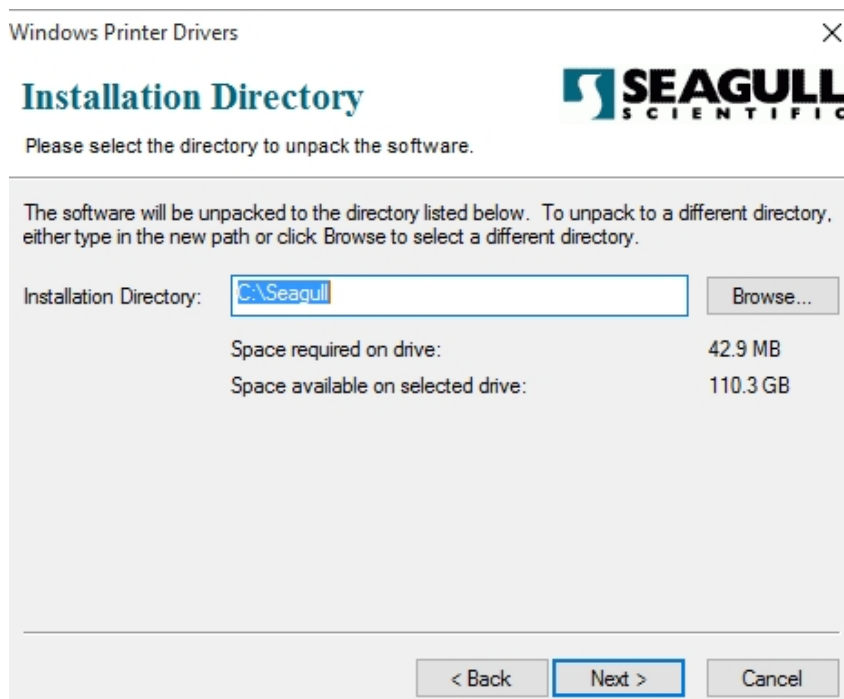 Windows Printer Drivers
Installation Directory
SEAGULL
SCIENTIFIC
Please select the directory to unpack the software.
The software will be unpacked to the directory listed below. To unpack to a different directory,
either type in the new path or click Browse to select a different directory.
Installation Directory: C:\Seagull Browse...
Space required on drive: 42.9 MB
Space available on selected drive: 110.3 GB
< Back Next > Cancel